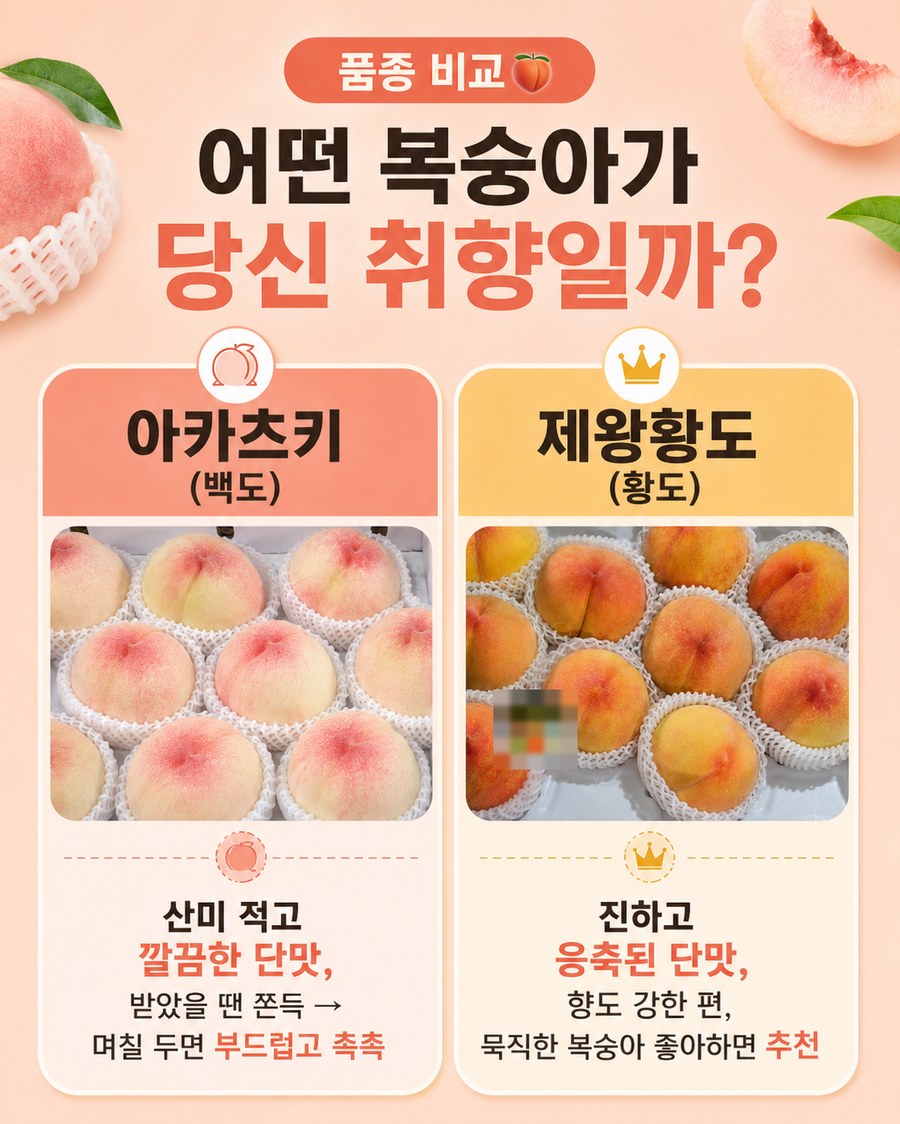 품종 비교🍑
어떤 복숭아가
당신 취향일까?
아카츠키
(백도)
산미 적고
깔끔한 단맛,
받았을 땐 쫀득 →
며칠 두면 부드럽고 촉촉
제왕황도
(황도)
진하고
응축된 단맛,
향도 강한 편,
묵직한 복숭아 좋아하면 추천